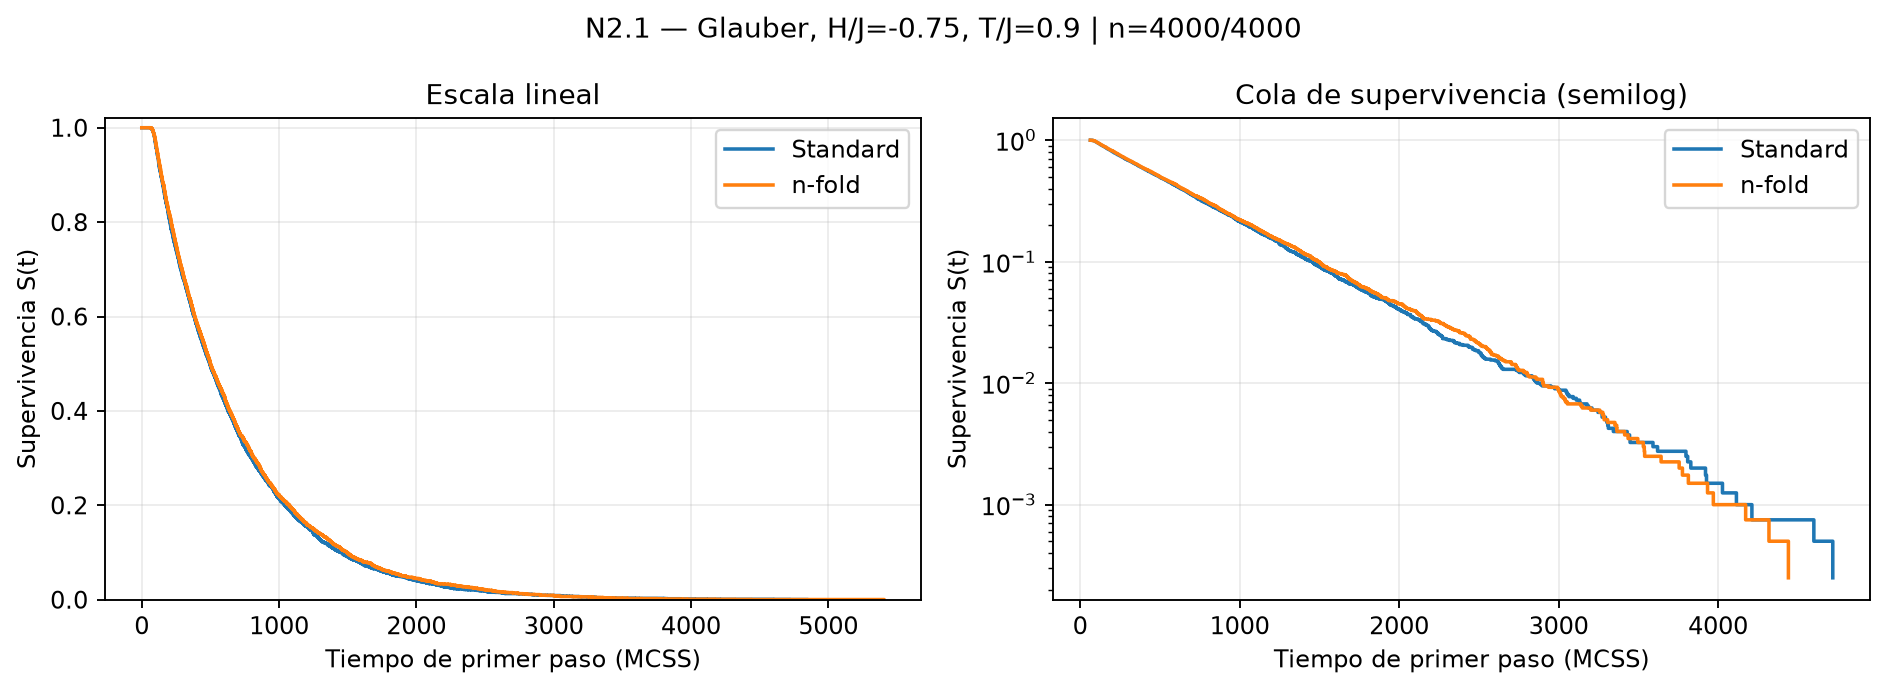 N2.1 — Glauber, H/J=-0.75, T/J=0.9 | n=4000/4000
Escala lineal
Supervivencia S(t)
1.0
0.8
0.6
0.4
0.2
0.0
Standard
n-fold
0 1000 2000 3000 4000 5000
Tiempo de primer paso (MCSS)
Cola de supervivencia (semilog)
Supervivencia S(t)
10⁰
10⁻¹
10⁻²
10⁻³
Standard
n-fold
0 1000 2000 3000 4000
Tiempo de primer paso (MCSS)